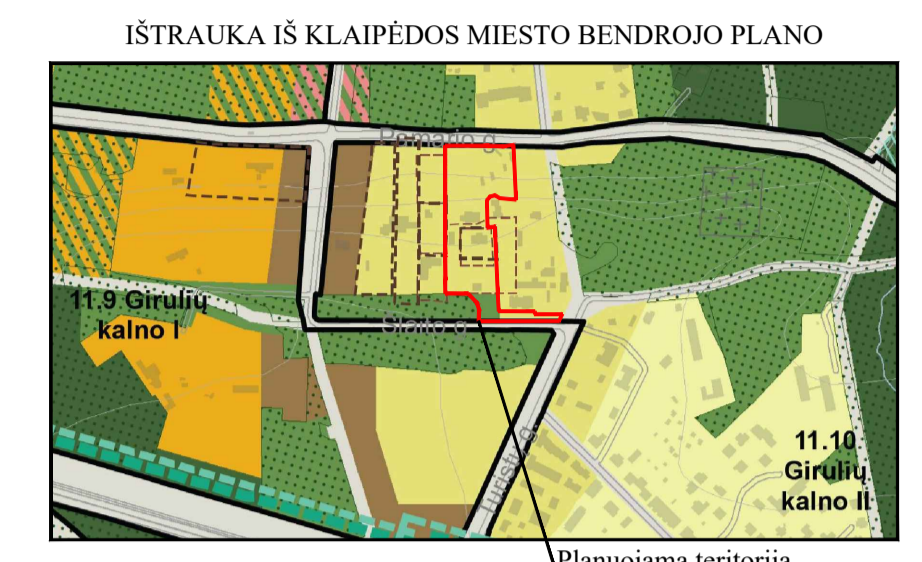 IŠTRAUKA IŠ KLAIPĖDOS MIESTO BENDROJO PLANO
Pamario g.
11.9 Girulių
kalno I
Šlaito g.
Turistų g.
11.10
Girulių
kalno II
Planuojama teritorija